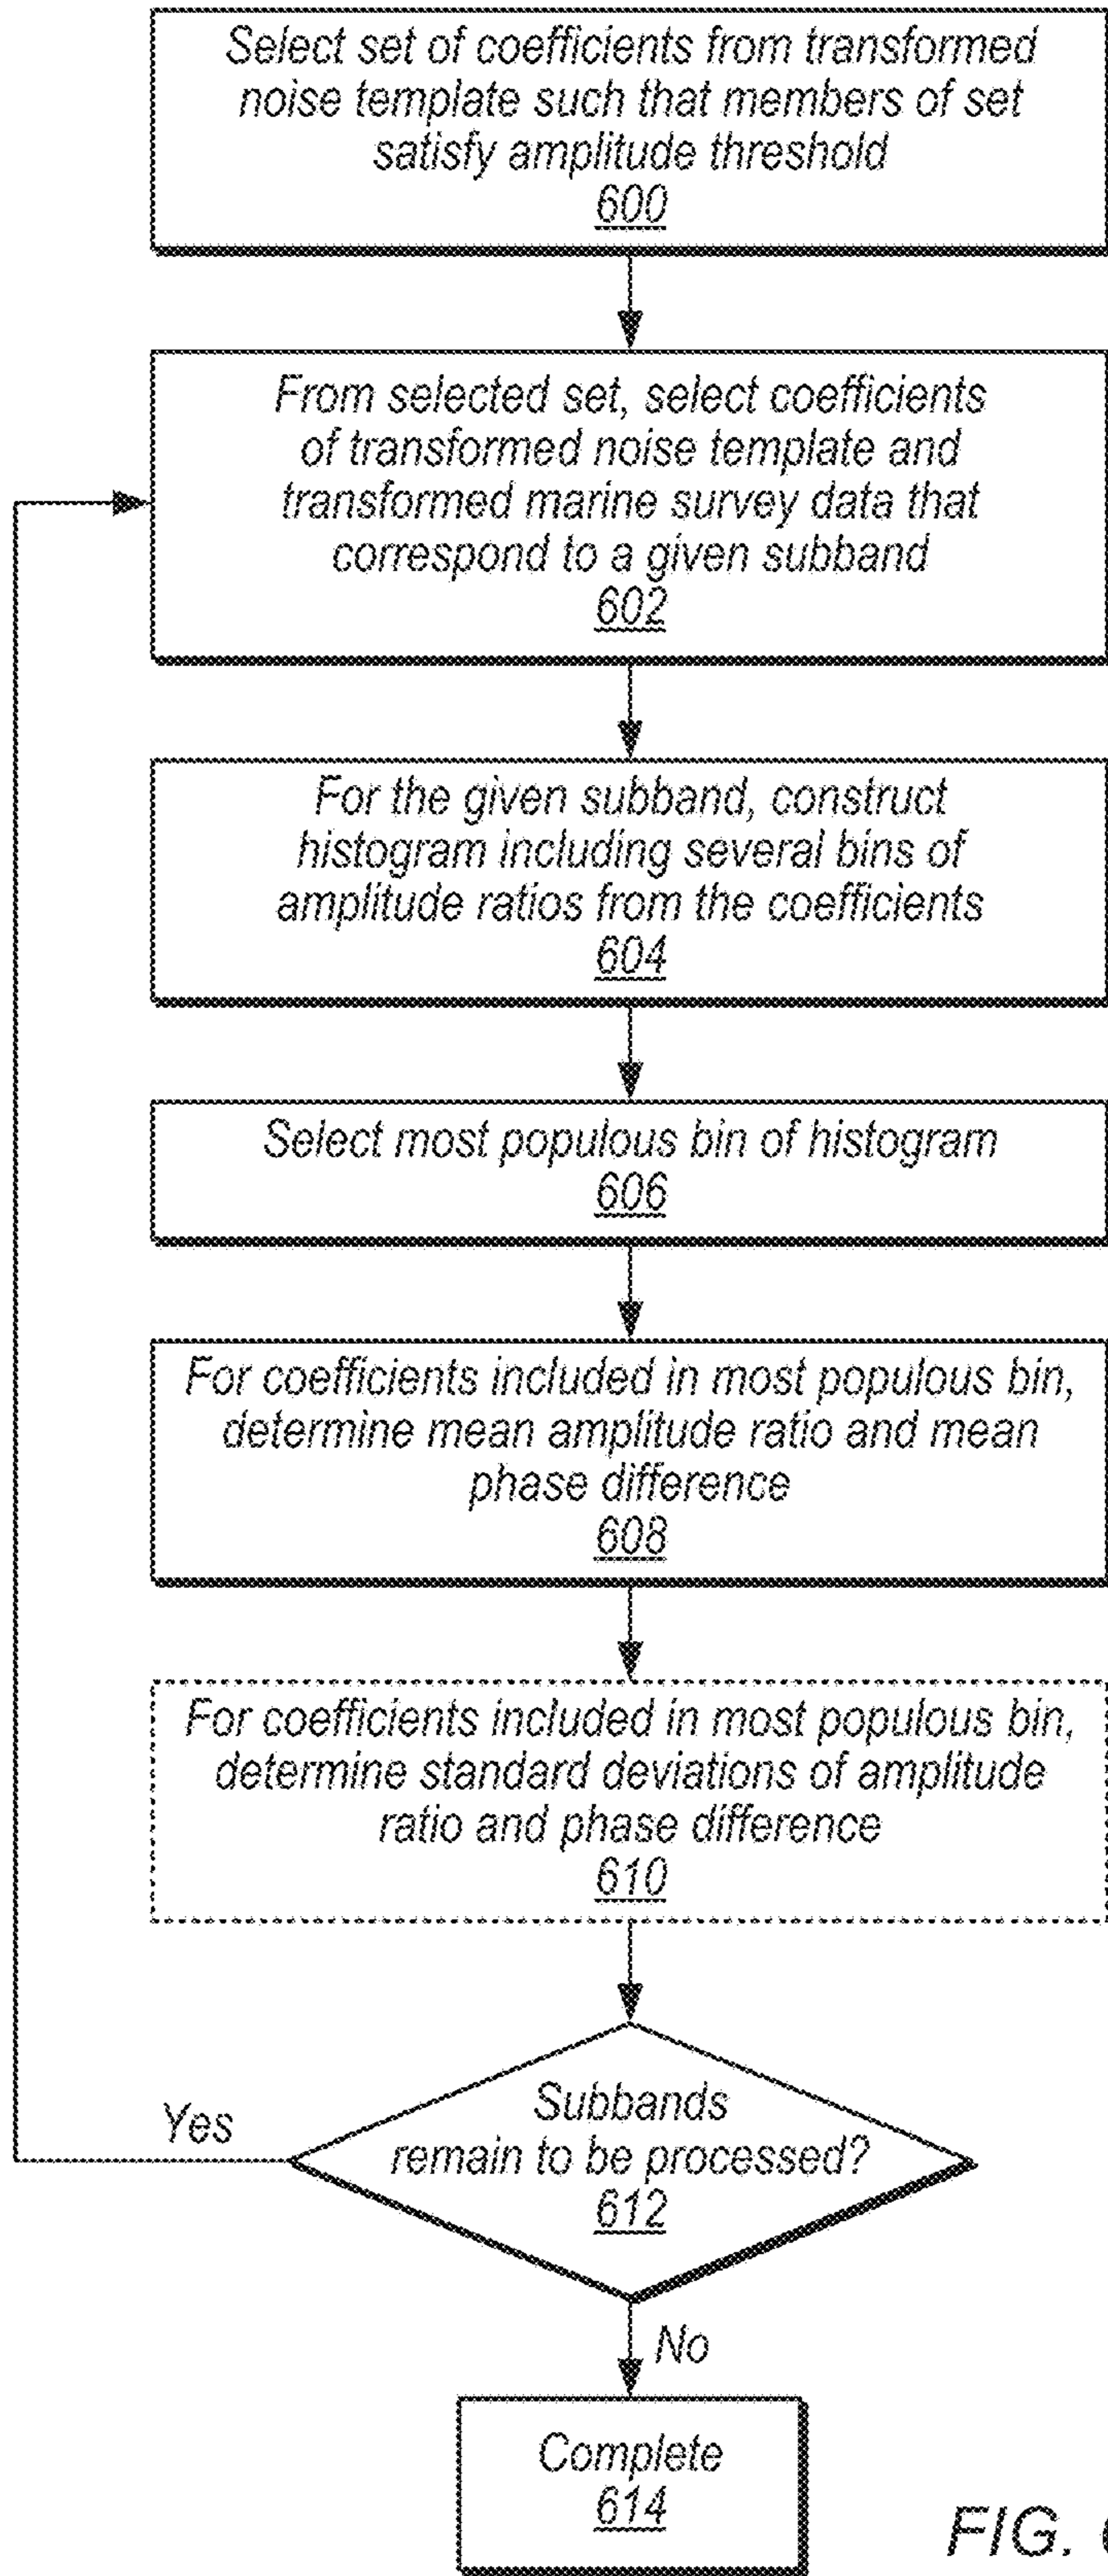 Select set of coefficients from transformed
noise template such that members of set
satisfy amplitude threshold
600
From selected set, select coefficients
of transformed noise template and
transformed marine survey data that
correspond to a given subband
602
For the given subband, construct
histogram including several bins of
amplitude ratios from the coefficients
604
Select most populous bin of histogram
606
For coefficients included in most populous bin,
determine mean amplitude ratio and mean
phase difference
608
For coefficients included in most populous bin,
determine standard deviations of amplitude
ratio and phase difference
610
Subbands
remain to be processed?
612
Yes
No
Complete
614
FIG.